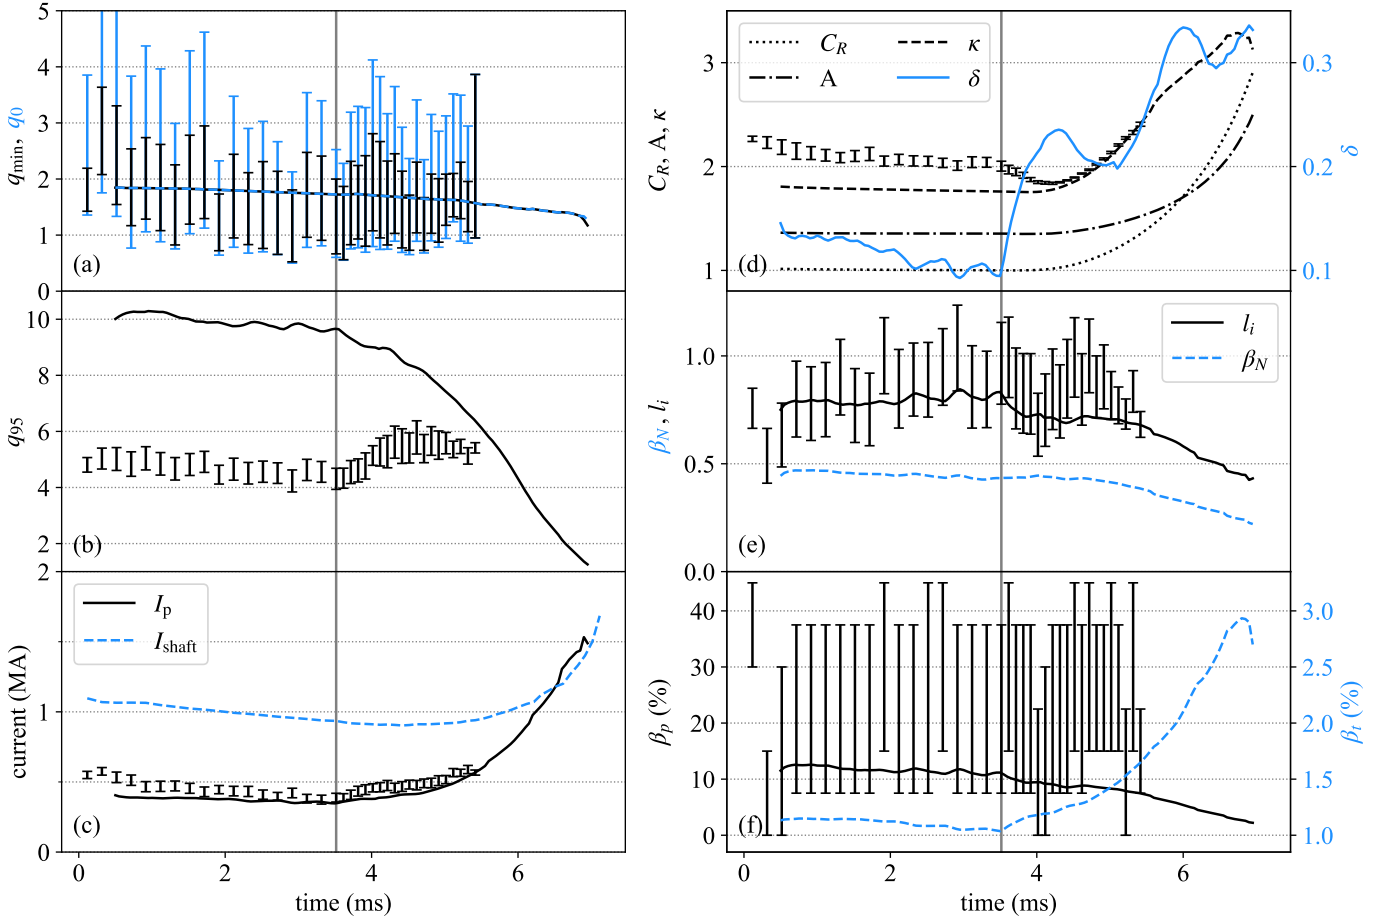 5
4
3
2
1
0
q_min, q_0
(a)
10
8
6
4
2
q_95
(b)
2
1
0
current (MA)
I_p
I_shaft
(c)
0
2
4
6
time (ms)
3
2
1
C_R, A, κ
C_R
κ
A
δ
0.3
0.2
0.1
δ
(d)
1.0
0.5
0.0
β_N, l_i
l_i
β_N
(e)
40
30
20
10
0
β_p (%)
3.0
2.5
2.0
1.5
1.0
β_t (%)
(f)
0
2
4
6
time (ms)